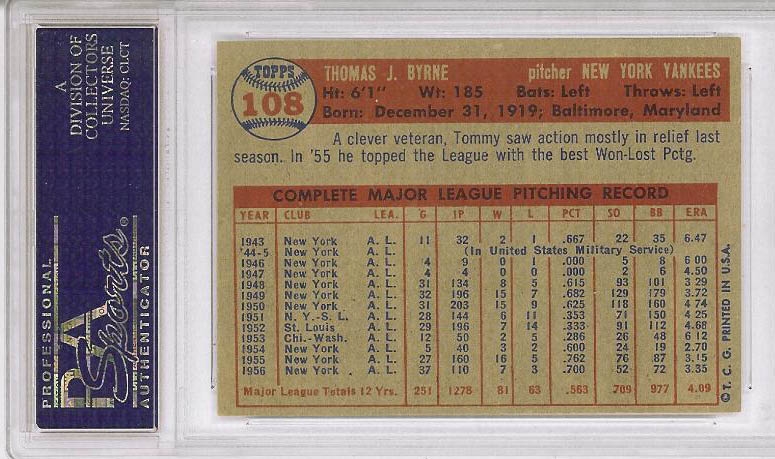 A
DIVISION OF
COLLECTORS
UNIVERSE
NASDAQ: CLCT
PROFESSIONAL
PSA
Sports®
AUTHENTICATOR
TOPPS
108
THOMAS J. BYRNE pitcher NEW YORK YANKEES
Ht: 6'1" Wt: 185 Bats: Left Throws: Left
Born: December 31, 1919; Baltimore, Maryland
A clever veteran, Tommy saw action mostly in relief last
season. In '55 he topped the League with the best Won-Lost Pctg.
COMPLETE MAJOR LEAGUE PITCHING RECORD
YEAR CLUB LEA. G IP W L PCT SO BB ERA
1943 New York A. L. 11 32 2 1 .667 22 35 6.47
'44-5 (In United States Military Service)
1946 New York A. L. 4 9 0 1 .000 5 8 6 00
1947 New York A. L. 4 4 0 0 .000 2 6 4.50
1948 New York A. L. 31 134 8 5 .615 93 101 3 29
1949 New York A. L. 32 196 15 7 .682 129 179 3.72
1950 New York A. L. 31 203 15 9 .625 118 160 4 74
1951 N. Y.-S. L. A. L. 28 144 6 11 .353 71 150 4.25
1952 St. Louis A. L. 29 196 7 14 .333 91 112 4.68
1953 Chi.-Wash. A. L. 12 50 2 5 .286 26 48 6.12
1954 New York A. L. 5 40 3 2 .600 24 19 2.70
1955 New York A. L. 27 160 16 5 .762 76 87 3.15
1956 New York A. L. 37 110 7 3 .700 52 72 3.35
Major League Totals 12 Yrs. 251 1278 81 63 .563 709 977 4.09
© T. C. G. PRINTED IN U.S.A.